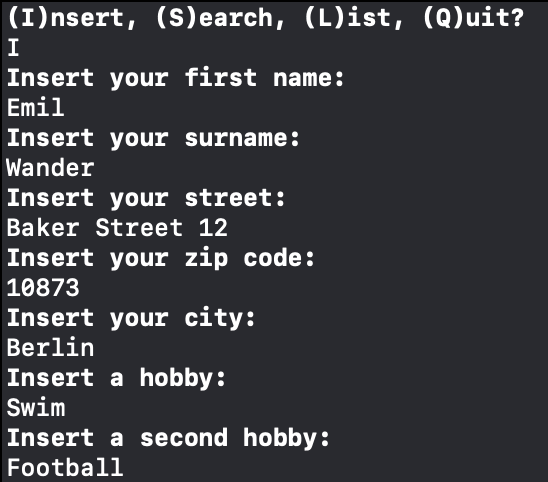 (I)nsert, (S)earch, (L)ist, (Q)uit?
I
Insert your first name:
Emil
Insert your surname:
Wander
Insert your street:
Baker Street 12
Insert your zip code:
10873
Insert your city:
Berlin
Insert a hobby:
Swim
Insert a second hobby:
Football